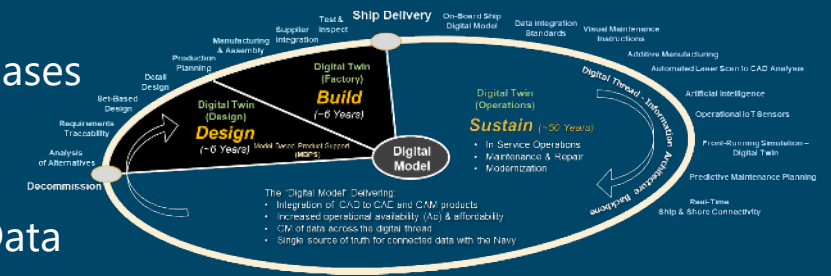 ases
Data
Ship Delivery
Test &
Inspect
Supplier
Integration
Manufacturing
& Assembly
Production
Planning
Detail
Design
Set-Based
Design
Requirements
Traceability
Analysis
of Alternatives
Decommission
On-Board Ship
Digital Model
Data Integration
Standards
Visual Maintenance
Instructions
Additive Manufacturing
Automated Laser Scan to CAD Analysis
Artificial Intelligence
Operational IoT Sensors
Front-Running Simulation –
Digital Twin
Predictive Maintenance Planning
Real-Time
Ship & Shore Connectivity
Digital Thread - Information Architecture Backbone
Digital Twin
(Design)
Design
(~6 Years)
Model Based Product Support
(MBPS)
Digital Twin
(Factory)
Build
(~6 Years)
Digital
Model
Digital Twin
(Operations)
Sustain (~50 Years)
• In Service Operations
• Maintenance & Repair
• Modernization
The "Digital Model" Delivering:
• Integration of CAD to CAE and CAM products
• Increased operational availability (Ao) & affordability
• CM of data across the digital thread
• Single source of truth for connected data with the Navy